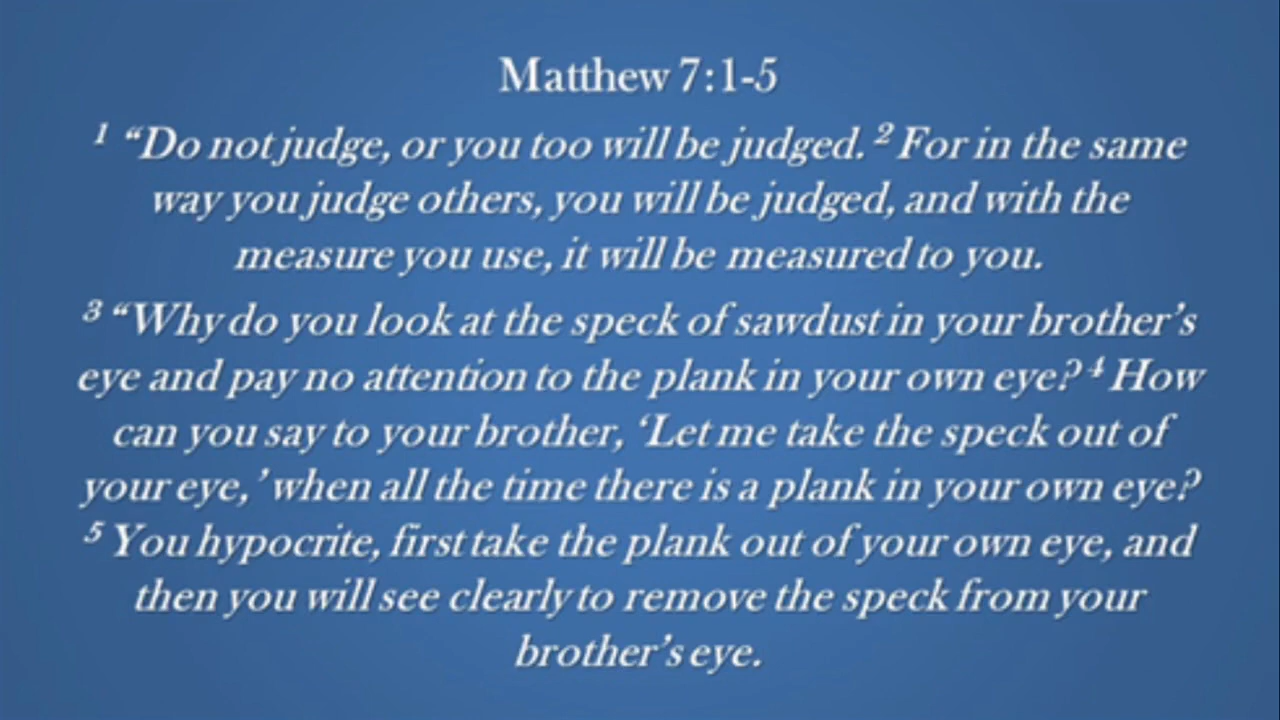 Matthew 7:1-5
¹ “Do not judge, or you too will be judged. ² For in the same
way you judge others, you will be judged, and with the
measure you use, it will be measured to you.
³ “Why do you look at the speck of sawdust in your brother’s
eye and pay no attention to the plank in your own eye? ⁴ How
can you say to your brother, ‘Let me take the speck out of
your eye,’ when all the time there is a plank in your own eye?
⁵ You hypocrite, first take the plank out of your own eye, and
then you will see clearly to remove the speck from your
brother’s eye.